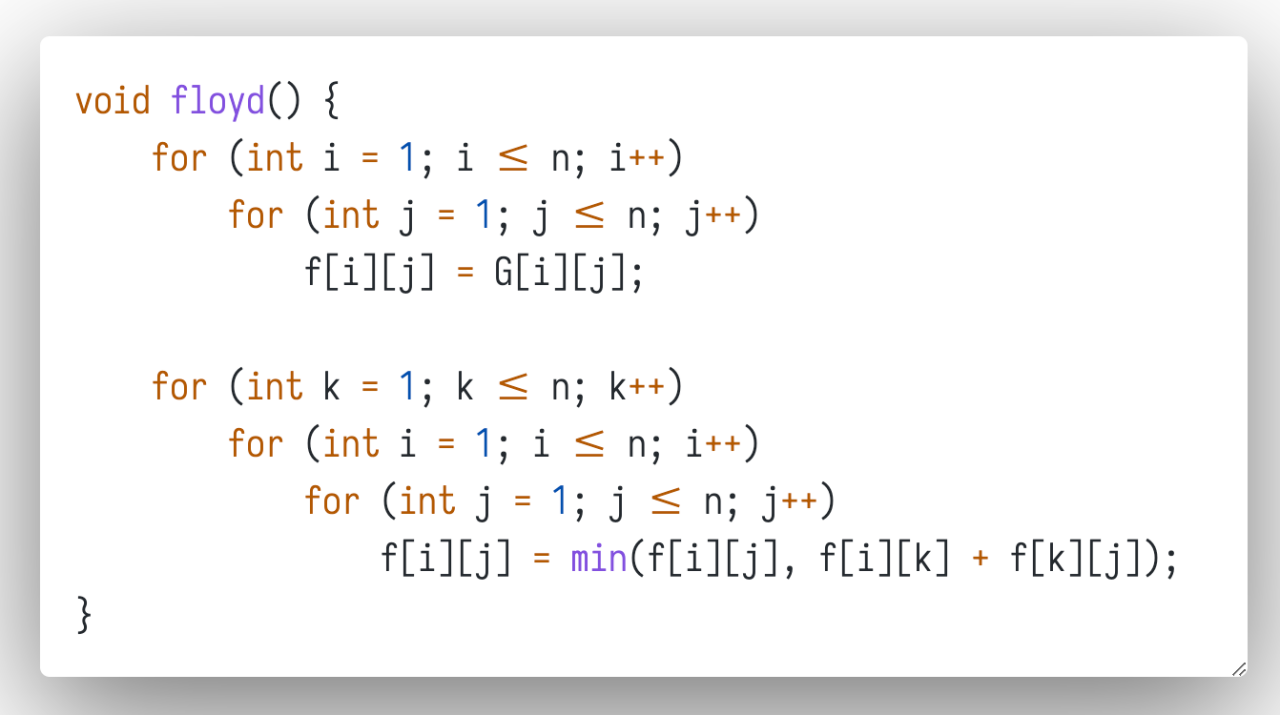 void floyd() {
    for (int i = 1; i ≤ n; i++)
        for (int j = 1; j ≤ n; j++)
            f[i][j] = G[i][j];

    for (int k = 1; k ≤ n; k++)
        for (int i = 1; i ≤ n; i++)
            for (int j = 1; j ≤ n; j++)
                f[i][j] = min(f[i][j], f[i][k] + f[k][j]);
}